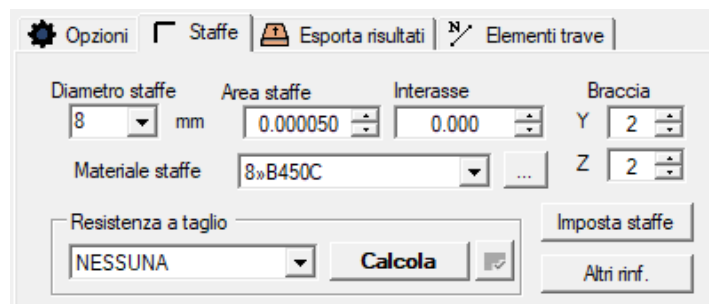 Opzioni Staffe Esporta risultati N Elementi trave
Diametro staffe Area staffe Interasse Braccia
8 mm 0.000050 0.000 Y 2
Materiale staffe 8»B450C ... Z 2
Resistenza a taglio Imposta staffe
NESSUNA Calcola Altri rinf.